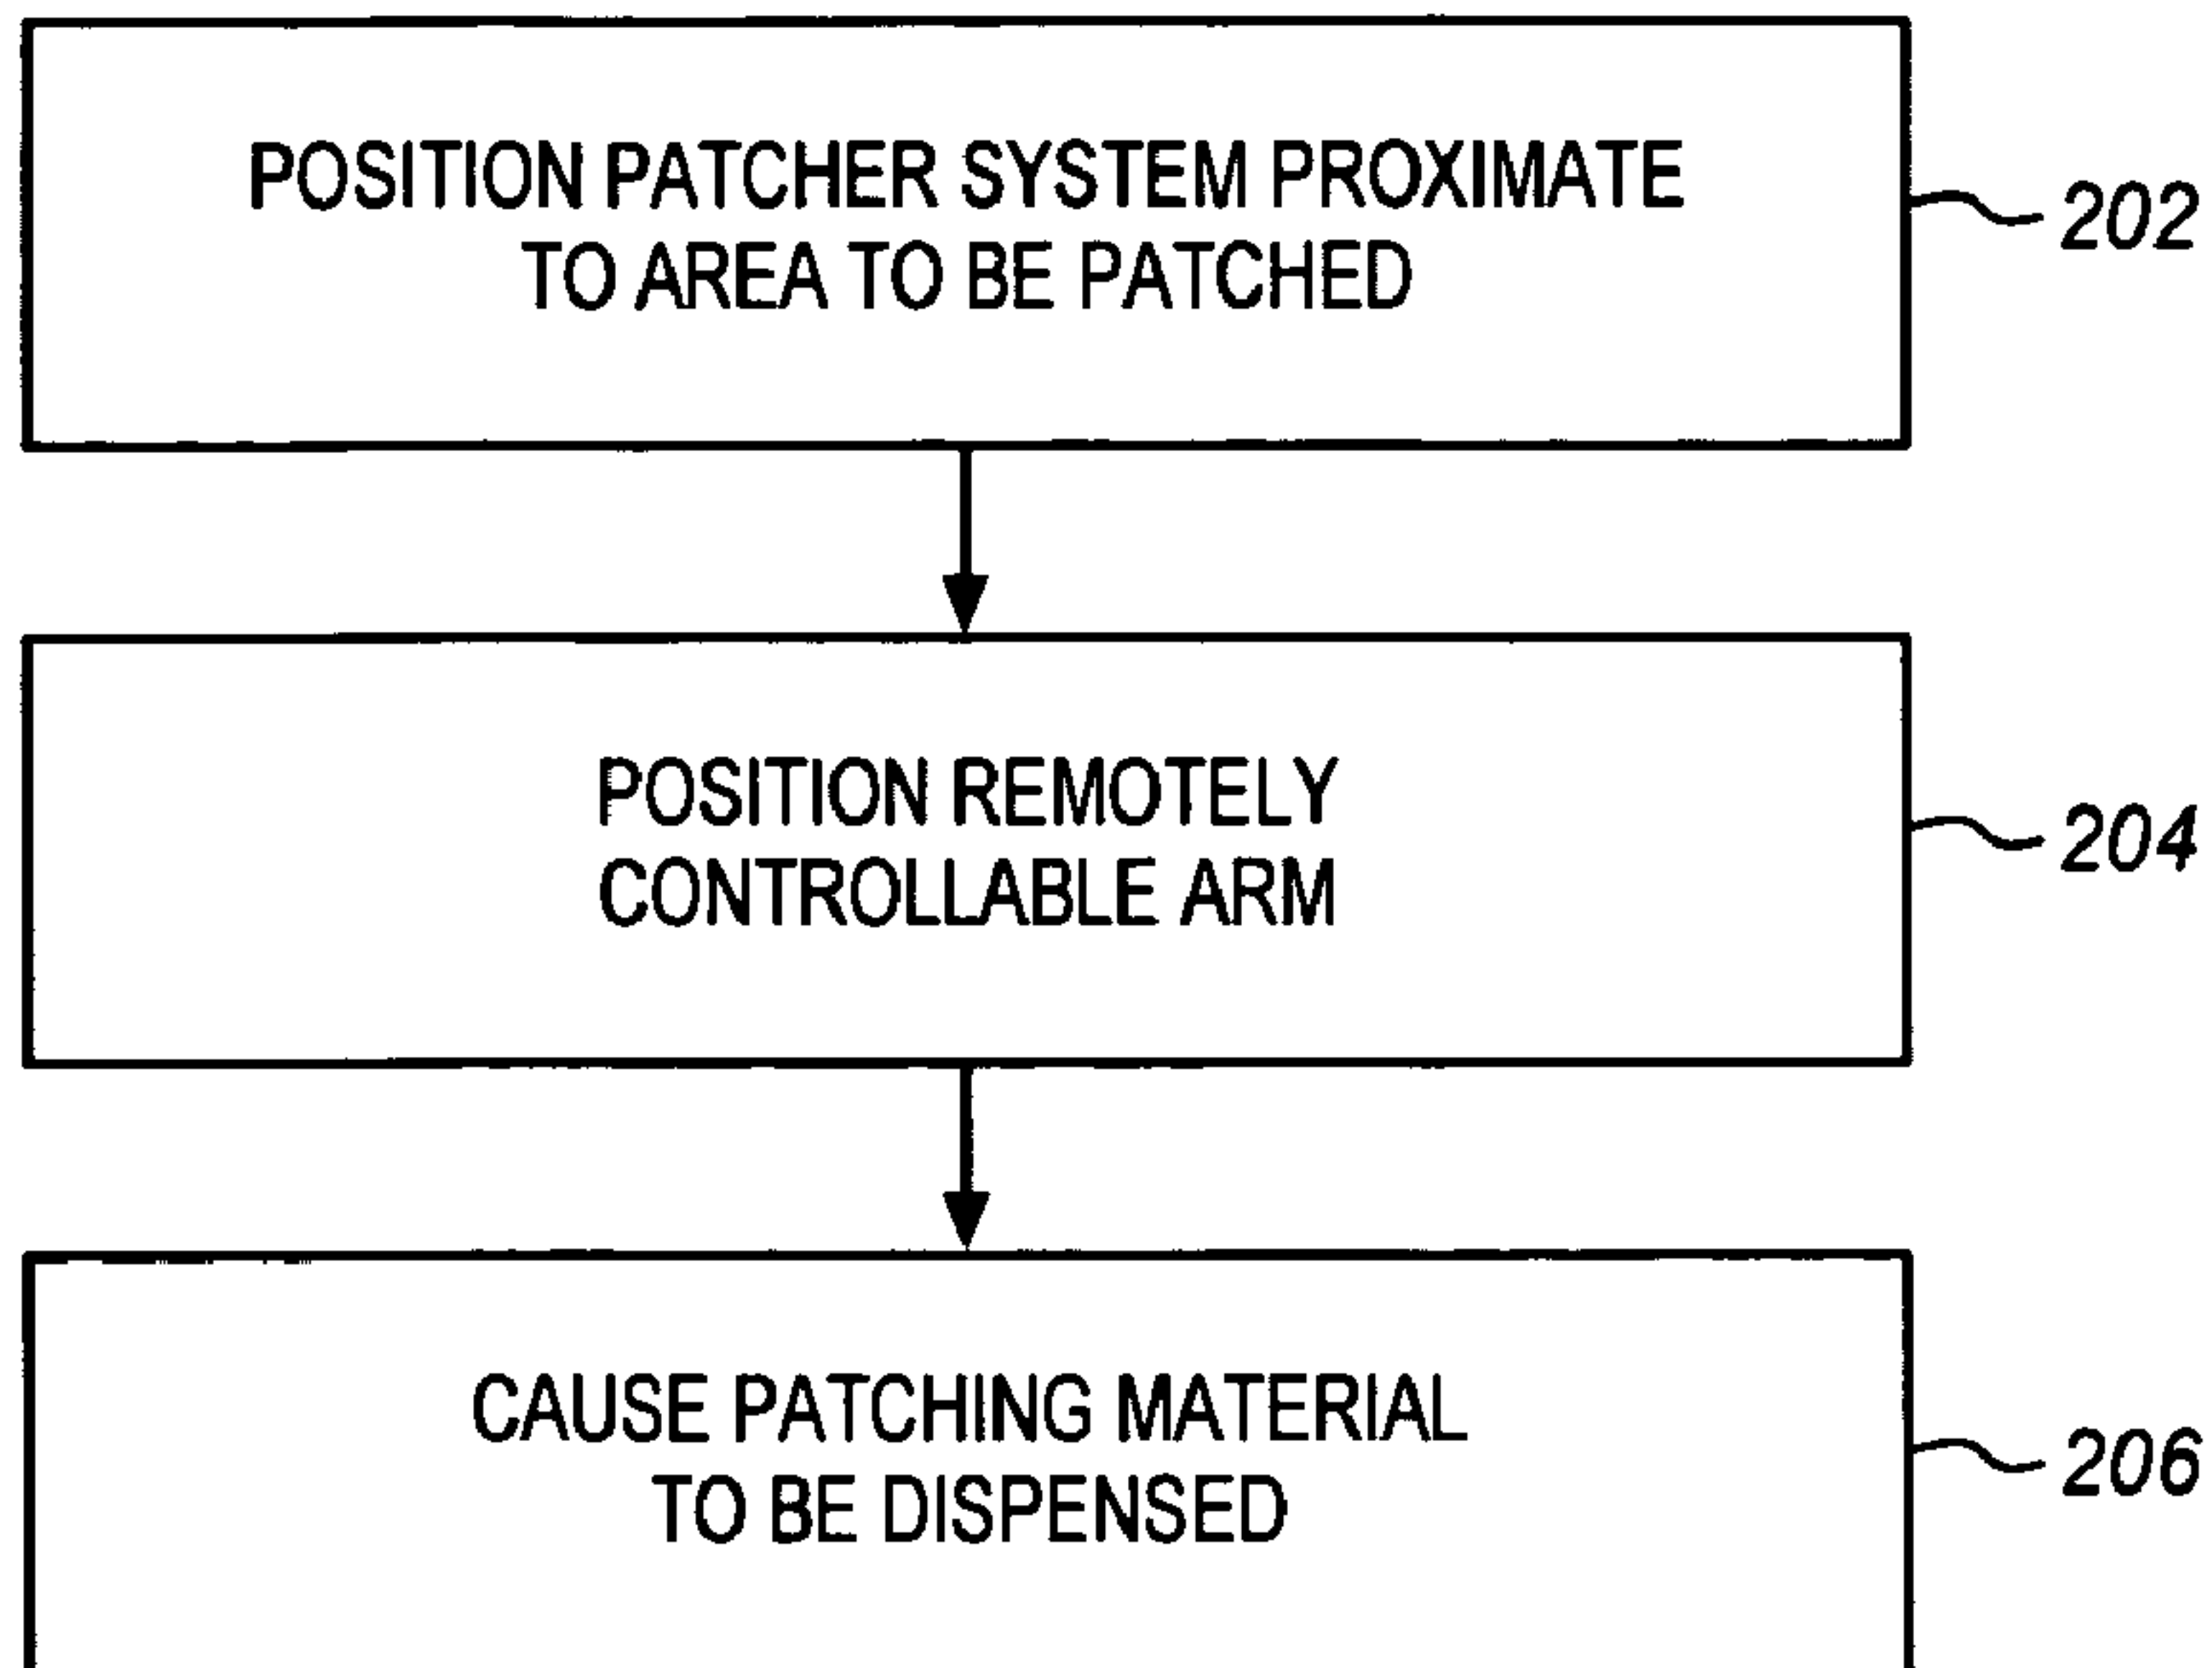 POSITION PATCHER SYSTEM PROXIMATE
TO AREA TO BE PATCHED
202
POSITION REMOTELY
CONTROLLABLE ARM
204
CAUSE PATCHING MATERIAL
TO BE DISPENSED
206